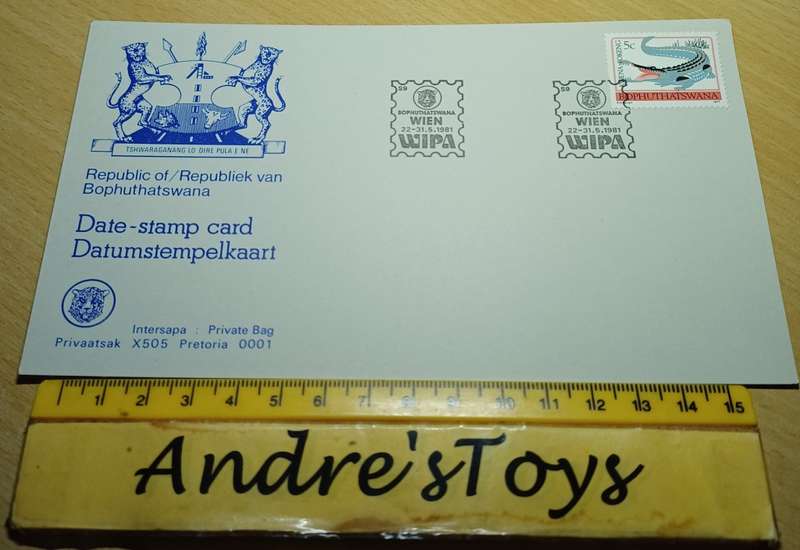 TSHWARAGANANG LO DIRE PULA E NE
Republic of/Republiek van
Bophuthatswana
Date-stamp card
Datumstempelkaart
Intersapa : Private Bag
Privaatsak X505 Pretoria 0001
S9
BOPHUTHATSWANA
WIEN
22-31.5.1981
WIPA
S9
BOPHUTHATSWANA
WIEN
22-31.5.1981
WIPA
5c
BOPHUTHATSWANA
1 2 3 4 5 6 7 8 9 10 11 12 13 14 15
Andre'sToys